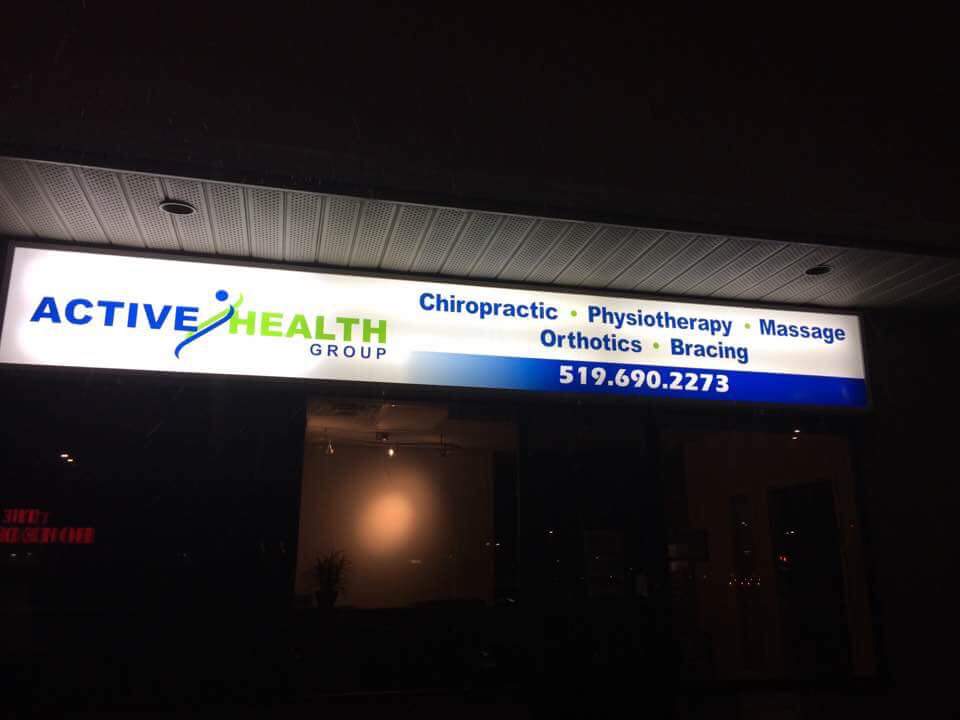 ACTIVE HEALTH
GROUP
Chiropractic • Physiotherapy • Massage
Orthotics • Bracing
519.690.2273